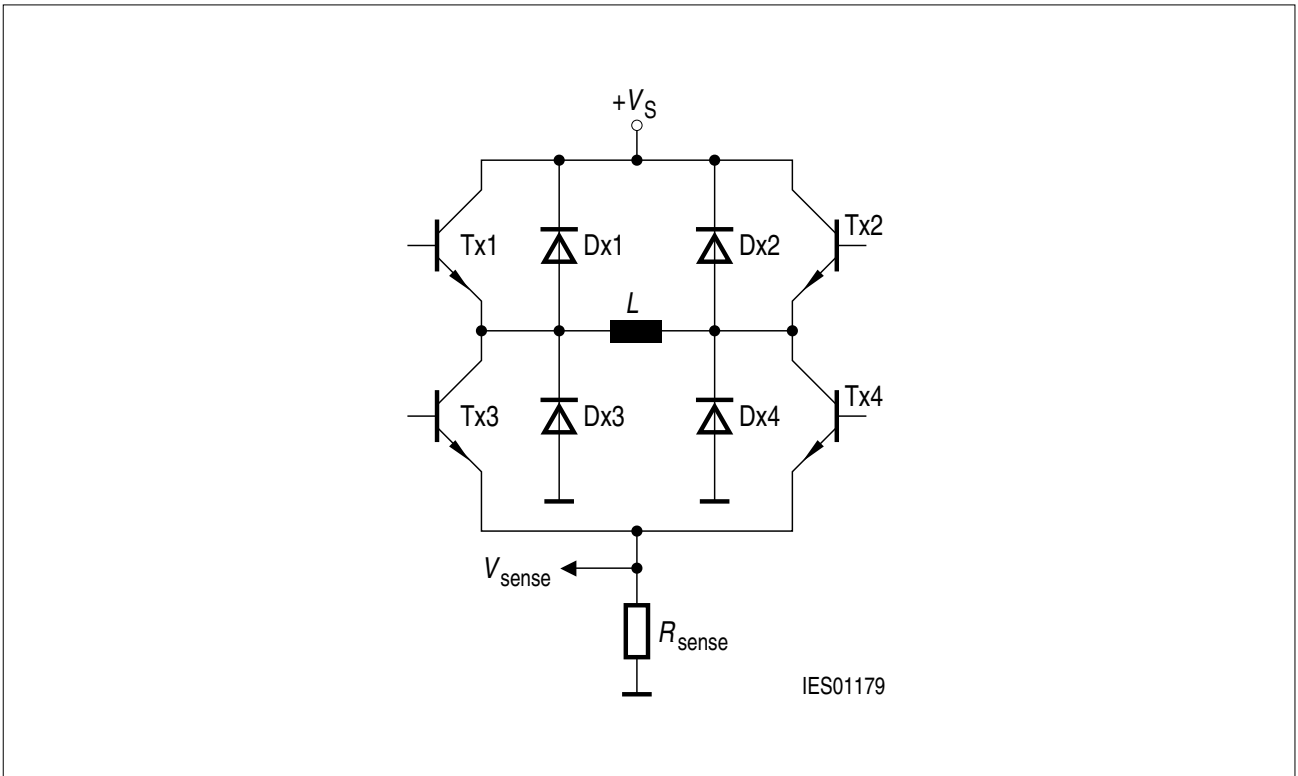 +VS
Tx1
Dx1
Dx2
Tx2
L
Tx3
Dx3
Dx4
Tx4
Vsense
Rsense
IES01179